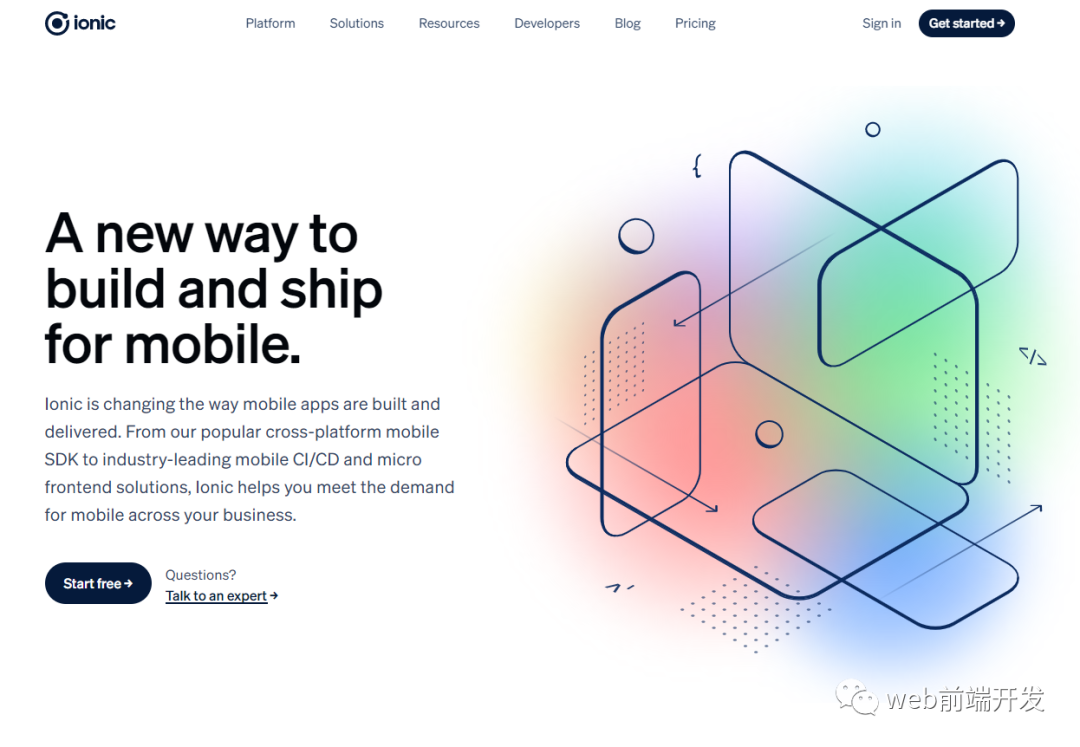 ionic
Platform
Solutions
Resources
Developers
Blog
Pricing
Sign in
Get started →
{
A new way to
build and ship
for mobile.
</>
Ionic is changing the way mobile apps are built and
delivered. From our popular cross-platform mobile
SDK to industry-leading mobile CI/CD and micro
frontend solutions, Ionic helps you meet the demand
for mobile across your business.
Start free →
Questions?
Talk to an expert →
web前端开发